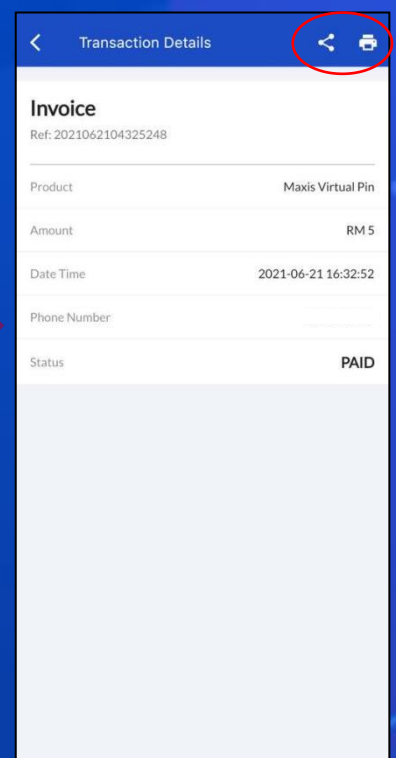 Transaction Details
Invoice
Ref: 2021062104325248
Product Maxis Virtual Pin
Amount RM 5
Date Time 2021-06-21 16:32:52
Phone Number
Status PAID